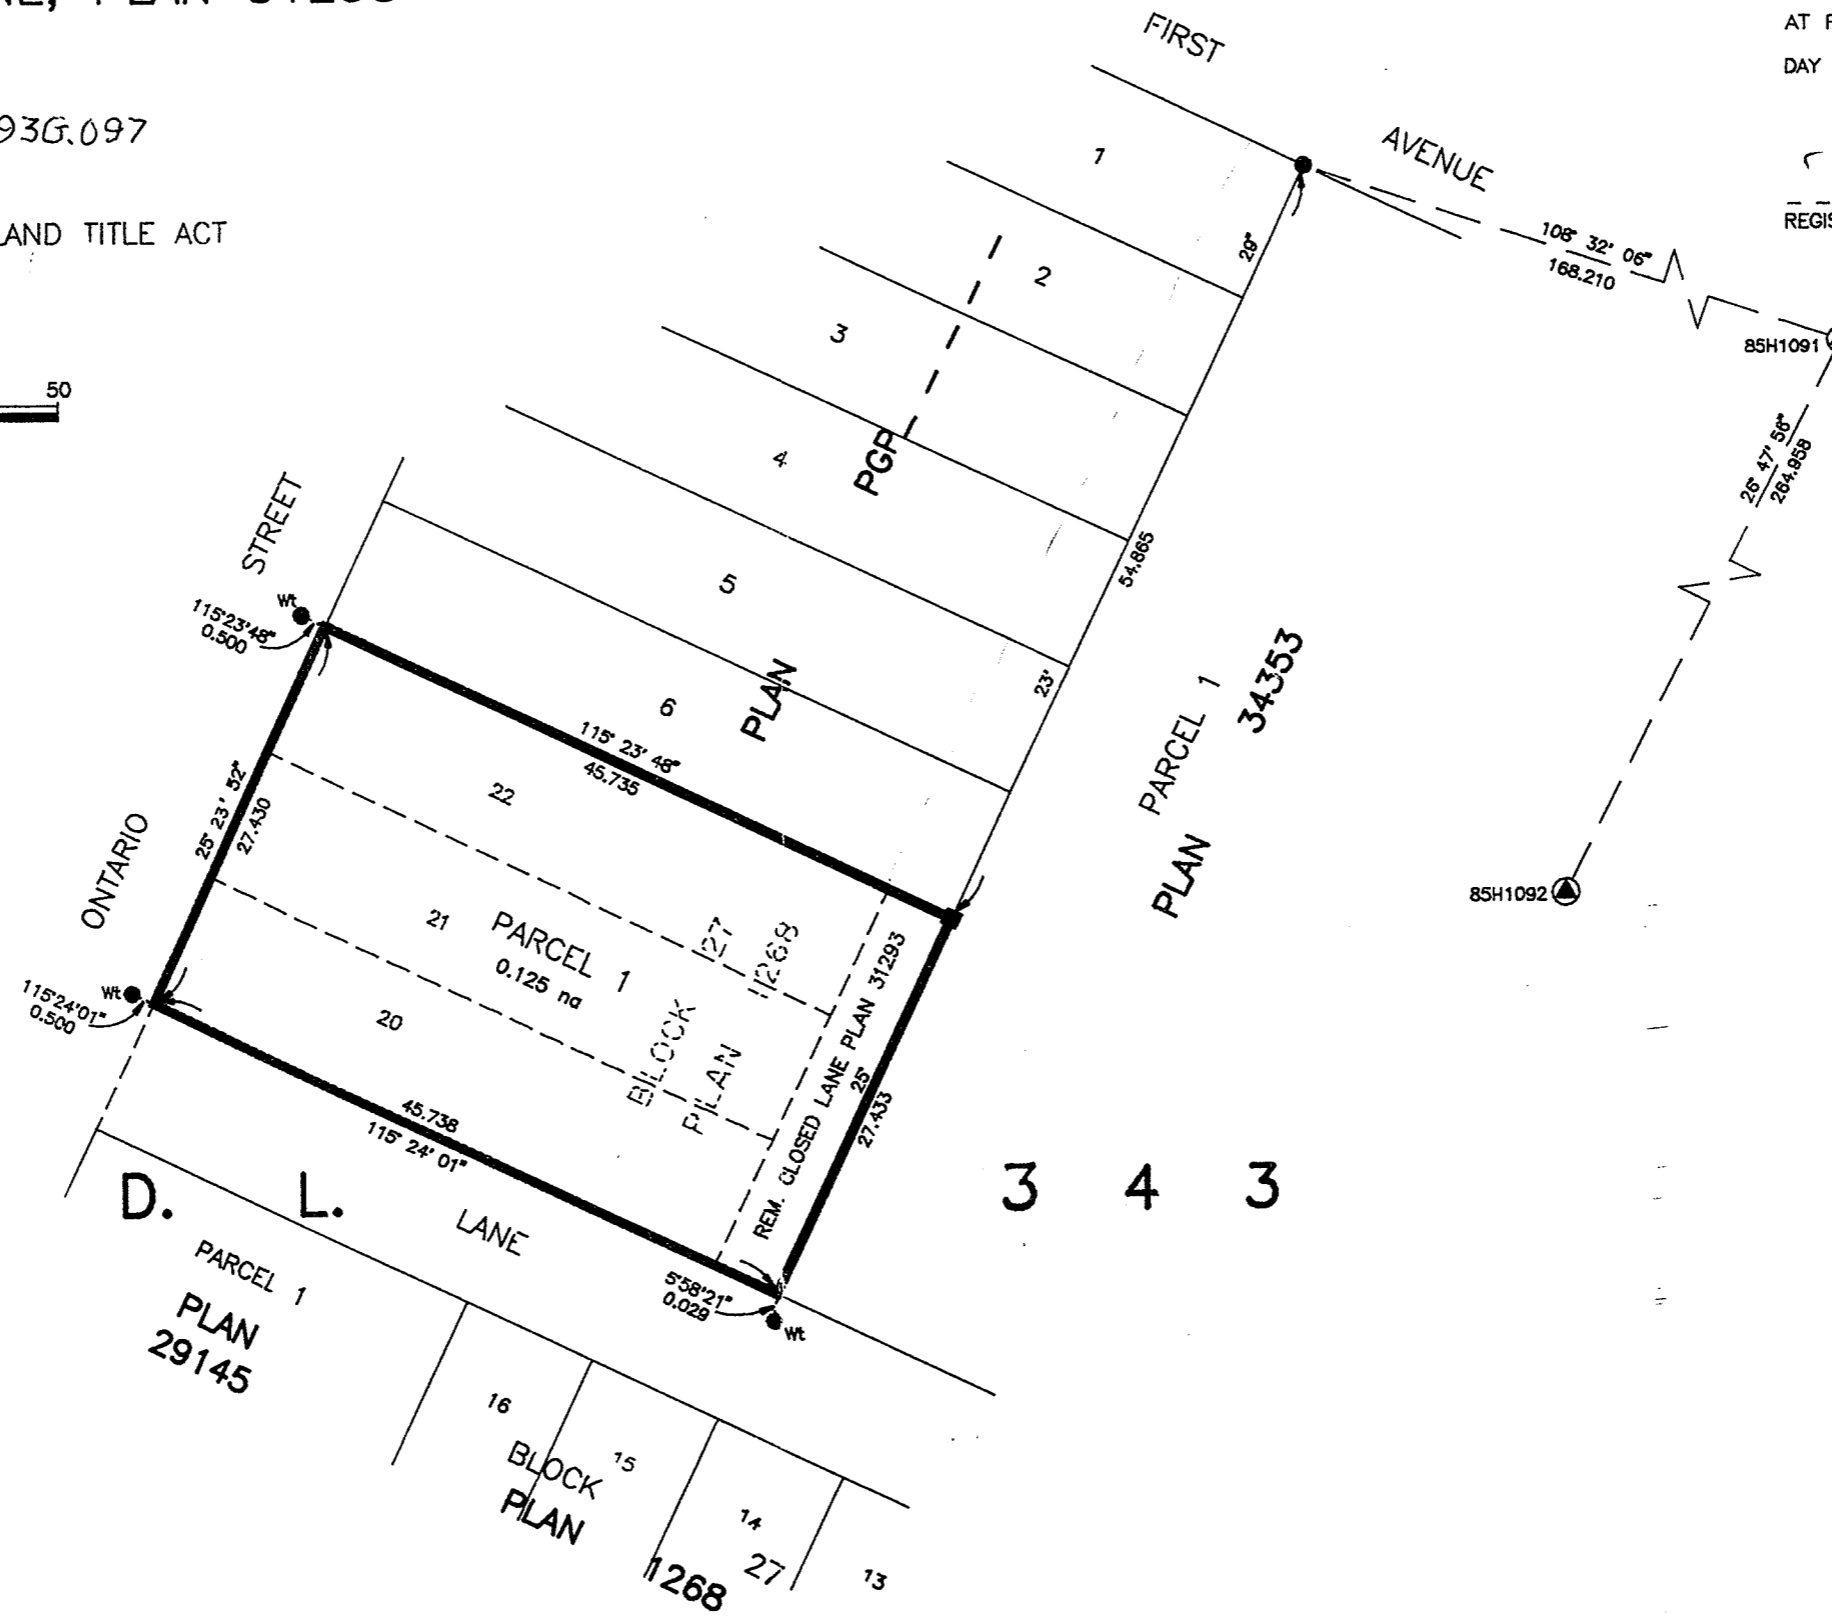 PLAN
AT
DAY
93G.097
LAND TITLE ACT
REGIS
50
FIRST
AVENUE
1
2
3
4
5
6
29"
108° 32' 06"
168.210
85H1091
26° 47' 56"
264.958
85H1092
PGP
PLAN
54.865
23'
PARCEL 1
PLAN 34353
STREET
ONTARIO
Wt
115°23'48"
0.500
115° 23' 48"
45.735
25° 23' 52"
27.430
22
21
20
PARCEL 1
0.125 ha
BLOCK 127
PLAN 1268
REM. CLOSED LANE PLAN 31293
25'
27.433
Wt
115°24'01"
0.500
45.738
115° 24' 01"
5°58'21"
0.029
Wt
D. L. 3 4 3
LANE
PARCEL 1
PLAN
29145
16
15
14
13
BLOCK 27
PLAN 1268